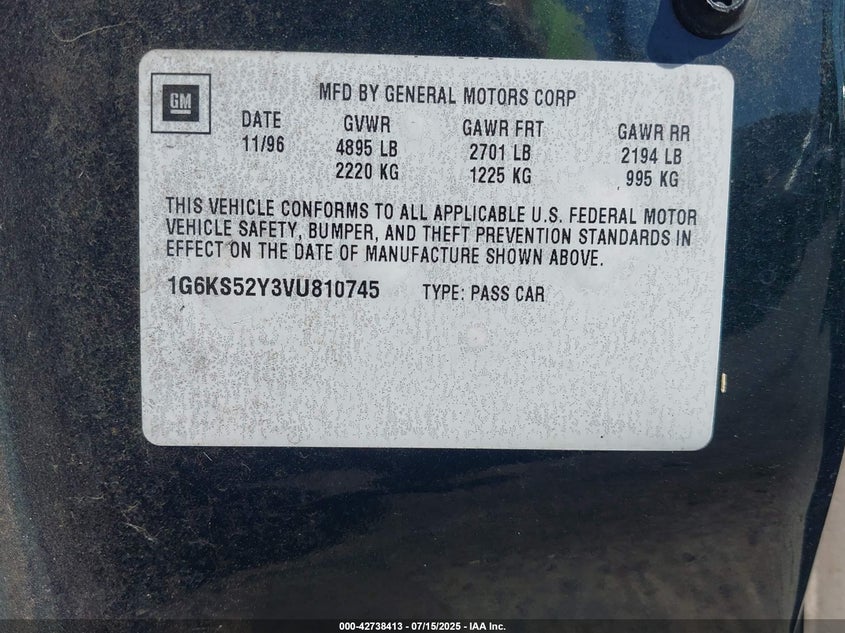 GM
MFD BY GENERAL MOTORS CORP
DATE GVWR GAWR FRT GAWR RR
11/96 4895 LB 2701 LB 2194 LB
2220 KG 1225 KG 995 KG
THIS VEHICLE CONFORMS TO ALL APPLICABLE U.S. FEDERAL MOTOR
VEHICLE SAFETY, BUMPER, AND THEFT PREVENTION STANDARDS IN
EFFECT ON THE DATE OF MANUFACTURE SHOWN ABOVE.
1G6KS52Y3VU810745 TYPE: PASS CAR
000-42738413 - 07/15/2025 - IAA Inc.